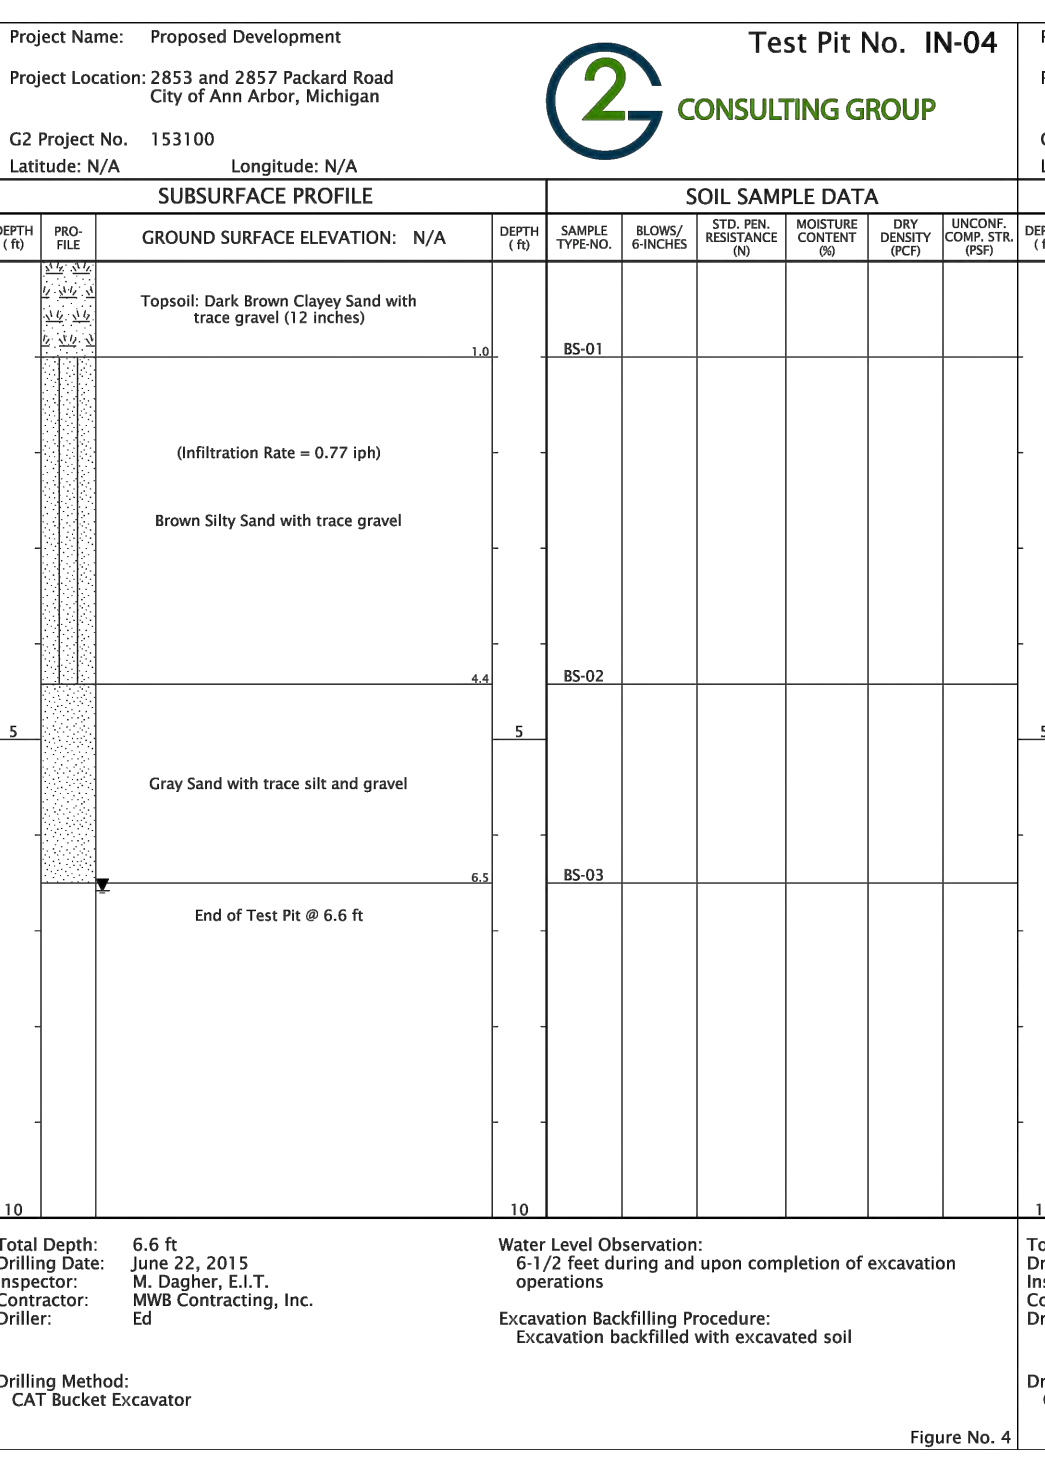 Project Name: Proposed Development
Test Pit No. IN-04
Project Location: 2853 and 2857 Packard Road
City of Ann Arbor, Michigan
G2 CONSULTING GROUP
G2 Project No. 153100
Latitude: N/A Longitude: N/A
SUBSURFACE PROFILE
SOIL SAMPLE DATA
DEPTH
( ft)
PRO-
FILE
GROUND SURFACE ELEVATION: N/A
DEPTH
( ft)
SAMPLE
TYPE-NO.
BLOWS/
6-INCHES
STD. PEN.
RESISTANCE
(N)
MOISTURE
CONTENT
(%)
DRY
DENSITY
(PCF)
UNCONF.
COMP. STR.
(PSF)
Topsoil: Dark Brown Clayey Sand with
trace gravel (12 inches)
1.0
BS-01
(Infiltration Rate = 0.77 iph)
Brown Silty Sand with trace gravel
4.4
BS-02
5
5
Gray Sand with trace silt and gravel
6.5
BS-03
End of Test Pit @ 6.6 ft
10
10
Total Depth: 6.6 ft
Drilling Date: June 22, 2015
Inspector: M. Dagher, E.I.T.
Contractor: MWB Contracting, Inc.
Driller: Ed
Drilling Method:
CAT Bucket Excavator
Water Level Observation:
6-1/2 feet during and upon completion of excavation
operations
Excavation Backfilling Procedure:
Excavation backfilled with excavated soil
Figure No. 4